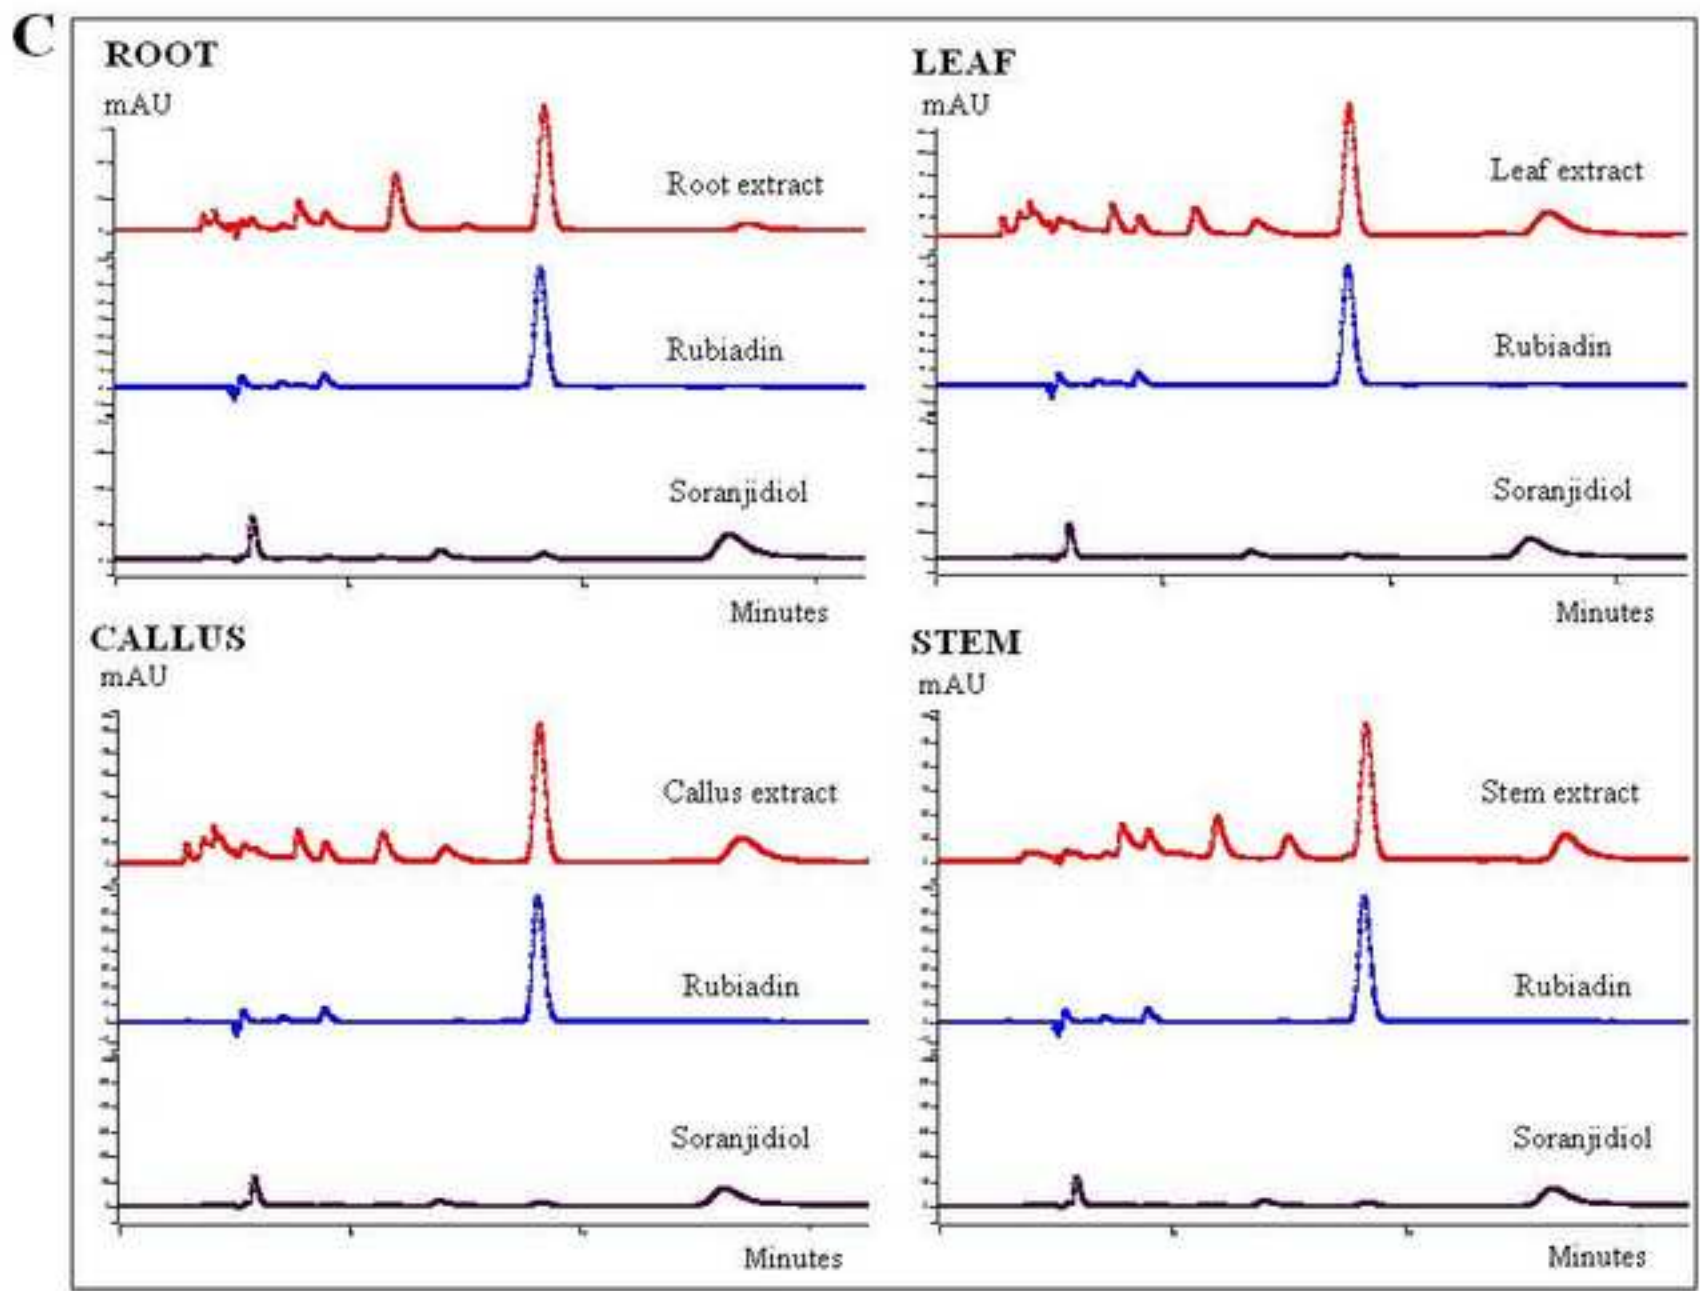 C
ROOT
mAU
Root extract
Rubiadin
Soranjidiol
Minutes
LEAF
mAU
Leaf extract
Rubiadin
Soranjidiol
Minutes
CALLUS
mAU
Callus extract
Rubiadin
Soranjidiol
Minutes
STEM
mAU
Stem extract
Rubiadin
Soranjidiol
Minutes